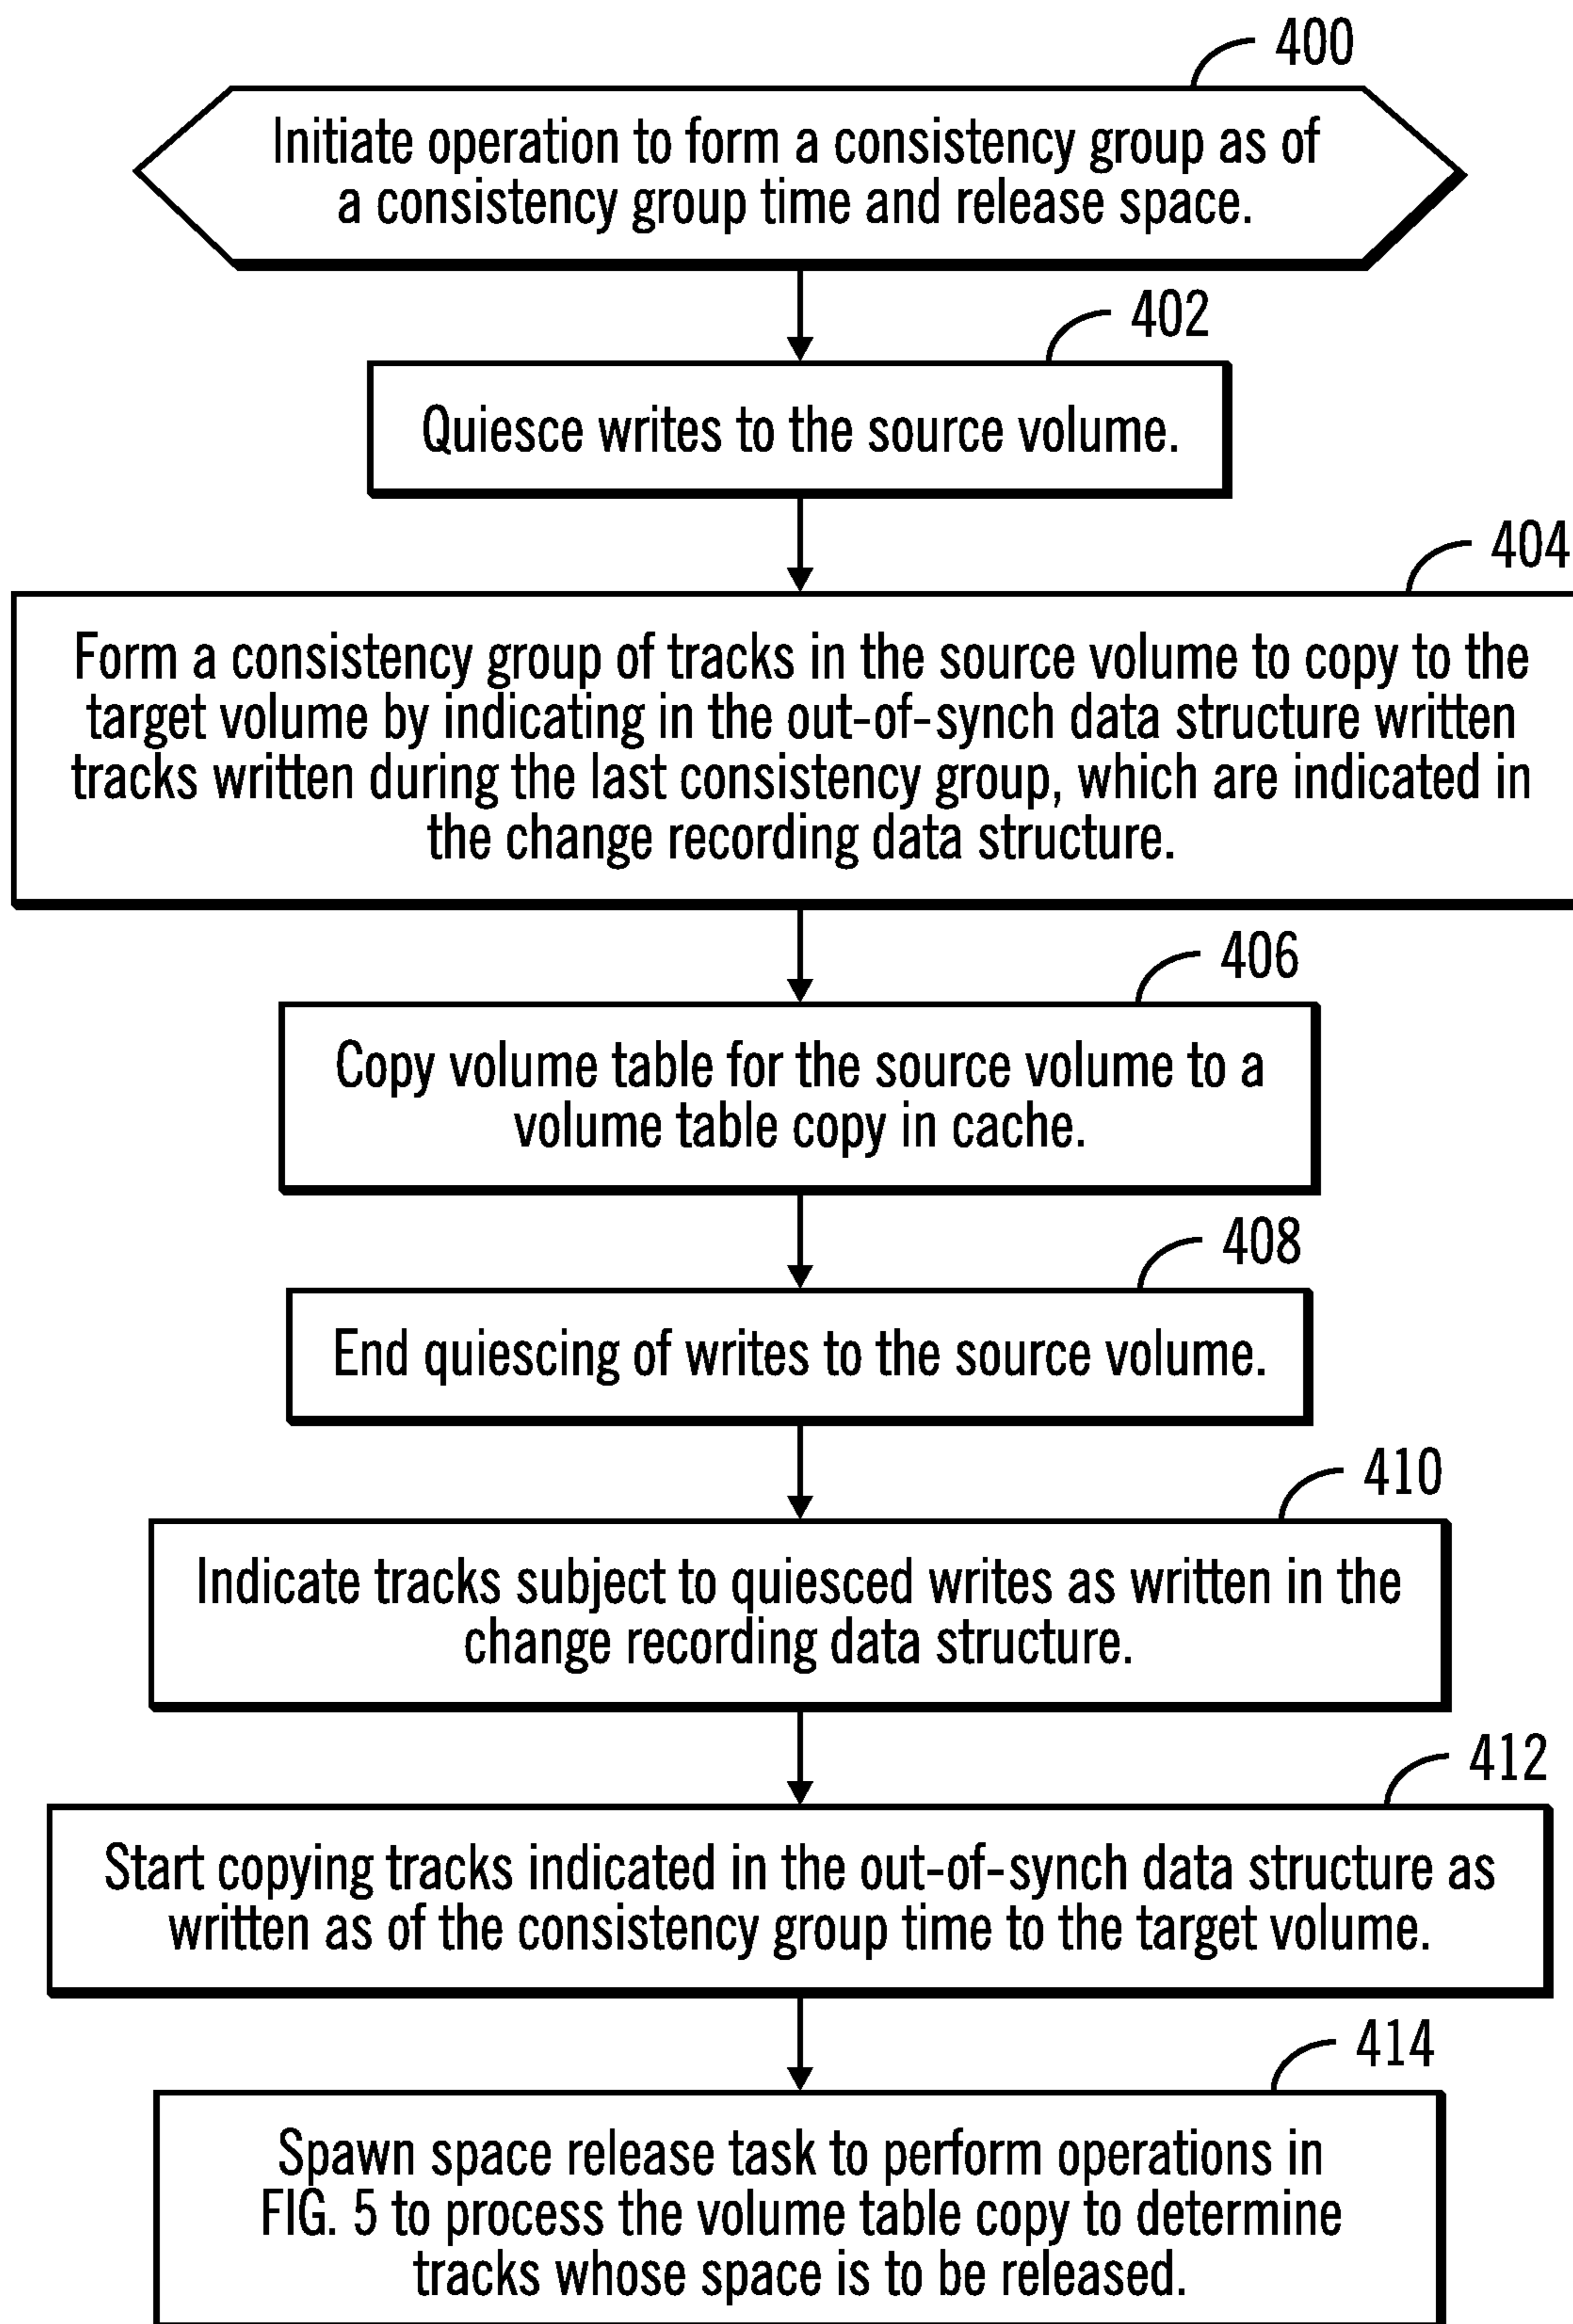 400
Initiate operation to form a consistency group as of
a consistency group time and release space.
402
Quiesce writes to the source volume.
404
Form a consistency group of tracks in the source volume to copy to the
target volume by indicating in the out-of-synch data structure written
tracks written during the last consistency group, which are indicated in
the change recording data structure.
406
Copy volume table for the source volume to a
volume table copy in cache.
408
End quiescing of writes to the source volume.
410
Indicate tracks subject to quiesced writes as written in the
change recording data structure.
412
Start copying tracks indicated in the out-of-synch data structure as
written as of the consistency group time to the target volume.
414
Spawn space release task to perform operations in
FIG. 5 to process the volume table copy to determine
tracks whose space is to be released.